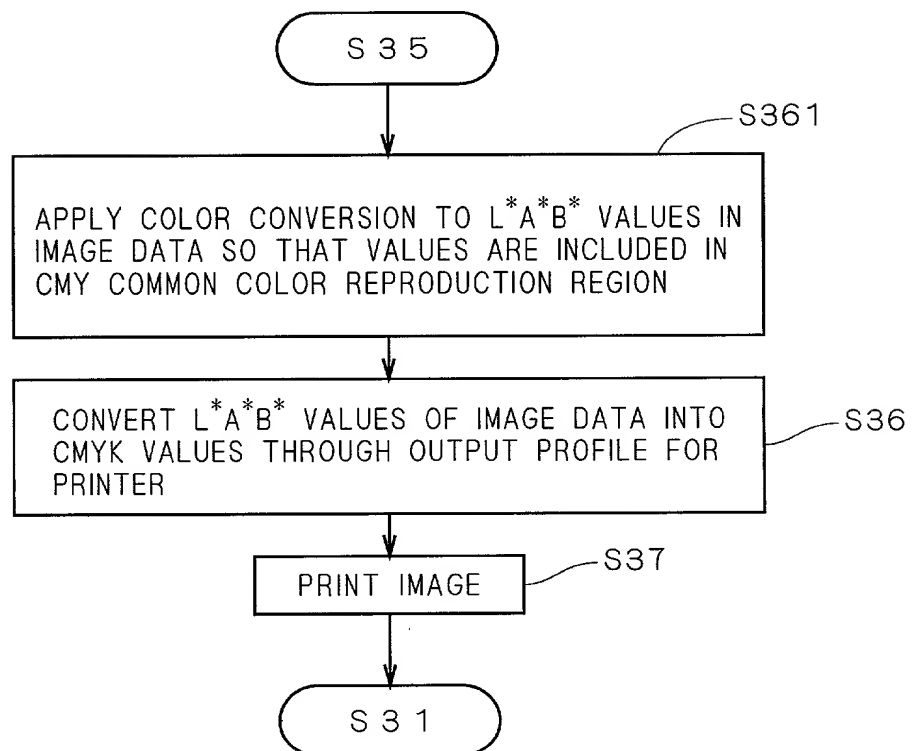 S35
S361
APPLY COLOR CONVERSION TO L*A*B* VALUES IN
IMAGE DATA SO THAT VALUES ARE INCLUDED IN
CMY COMMON COLOR REPRODUCTION REGION
CONVERT L*A*B* VALUES OF IMAGE DATA INTO
CMYK VALUES THROUGH OUTPUT PROFILE FOR
PRINTER
S36
PRINT IMAGE
S37
S31